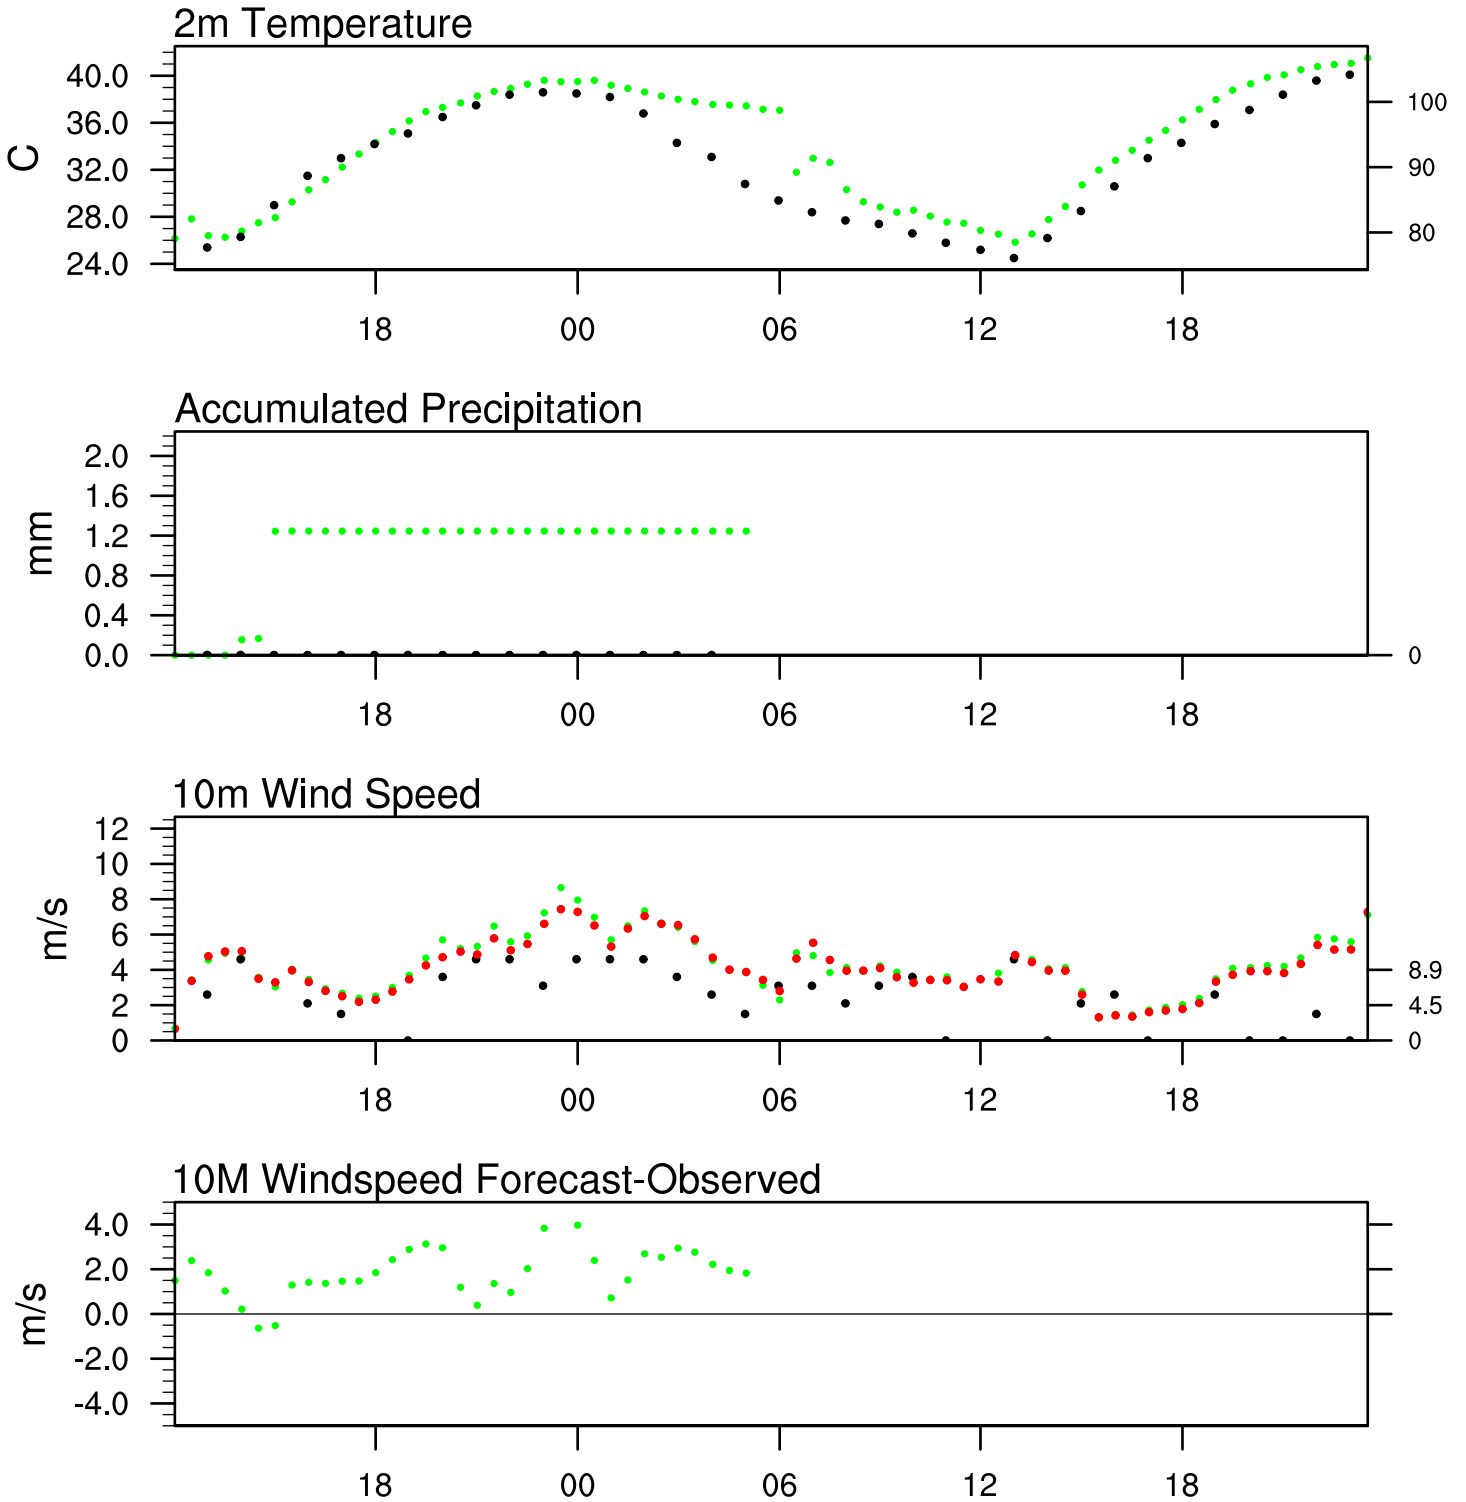 2m Temperature
40.0
36.0
32.0
28.0
24.0
C
100
90
80
18 00 06 12 18
Accumulated Precipitation
2.0
1.6
1.2
0.8
0.4
0.0
mm
0
18 00 06 12 18
10m Wind Speed
12
10
8
6
4
2
0
m/s
8.9
4.5
0
18 00 06 12 18
10M Windspeed Forecast-Observed
4.0
2.0
0.0
-2.0
-4.0
m/s
18 00 06 12 18